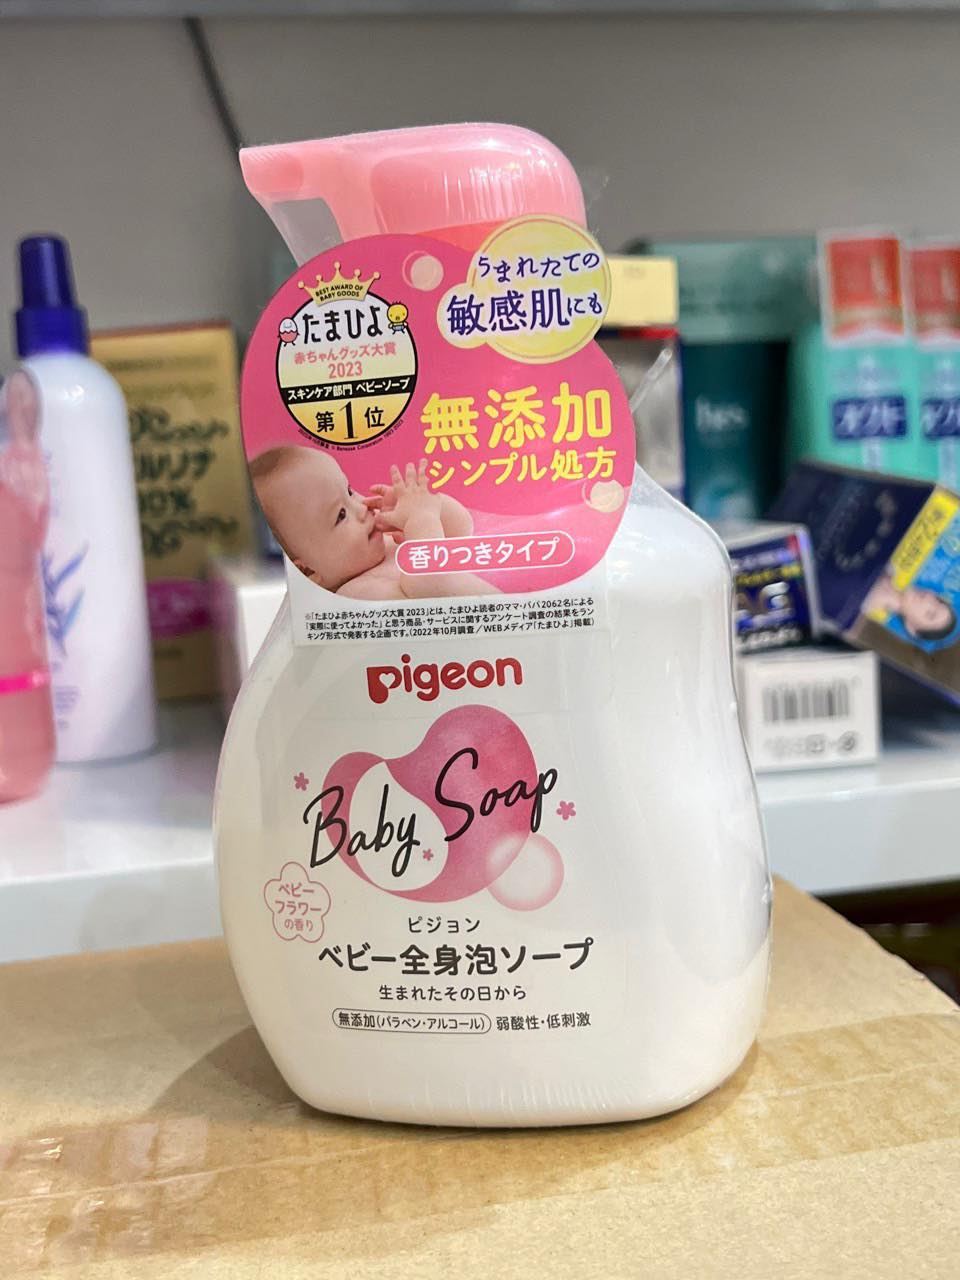 うまれたての
敏感肌にも
BEST AWARD OF
BABY GOODS
たまひよ
赤ちゃんグッズ大賞
2023
スキンケア部門 ベビーソープ
第1位
無添加
シンプル処方
香りつきタイプ
※「たまひよ赤ちゃんグッズ大賞2023」とは、たまひよ読者のママ・パパ2062名による
「実際に使ってよかった」と思う商品・サービスに関するアンケート調査の結果をラン
キング形式で発表する企画です。(2022年10月調査/WEBメディア「たまひよ」掲載)
Pigeon
Baby Soap
ベビー
フラワー
の香り
ピジョン
ベビー全身泡ソープ
生まれたその日から
無添加(パラベン・アルコール) 弱酸性・低刺激